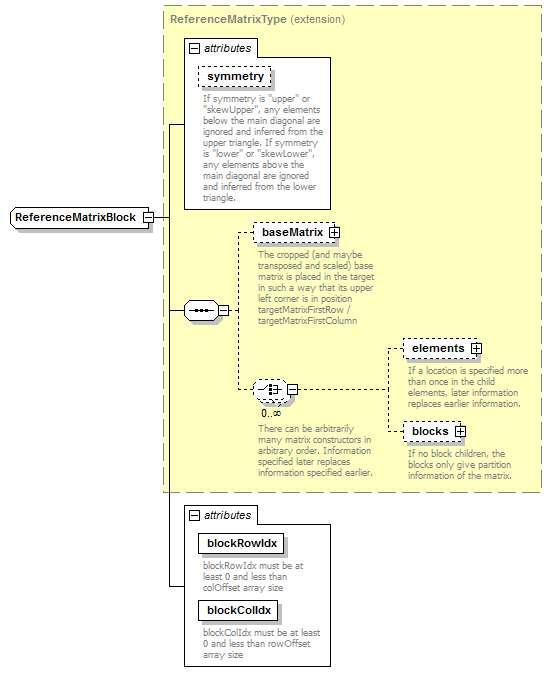 ReferenceMatrixType (extension)
attributes
symmetry
If symmetry is "upper" or
"skewUpper", any elements
below the main diagonal are
ignored and inferred from the
upper triangle. If symmetry
is "lower" or "skewLower",
any elements above the
main diagonal are ignored
and inferred from the lower
triangle.
ReferenceMatrixBlock
baseMatrix
The cropped (and maybe
transposed and scaled) base
matrix is placed in the target
in such a way that its upper
left corner is in position
targetMatrixFirstRow /
targetMatrixFirstColumn
elements
If a location is specified more
than once in the child
elements, later information
replaces earlier information.
0..∞
There can be arbitrarily
many matrix constructors in
arbitrary order. Information
specified later replaces
information specified earlier.
blocks
If no block children, the
blocks only give partition
information of the matrix.
attributes
blockRowIdx
blockRowIdx must be at
least 0 and less than
colOffset array size
blockColIdx
blockColIdx must be at least
0 and less than rowOffset
array size